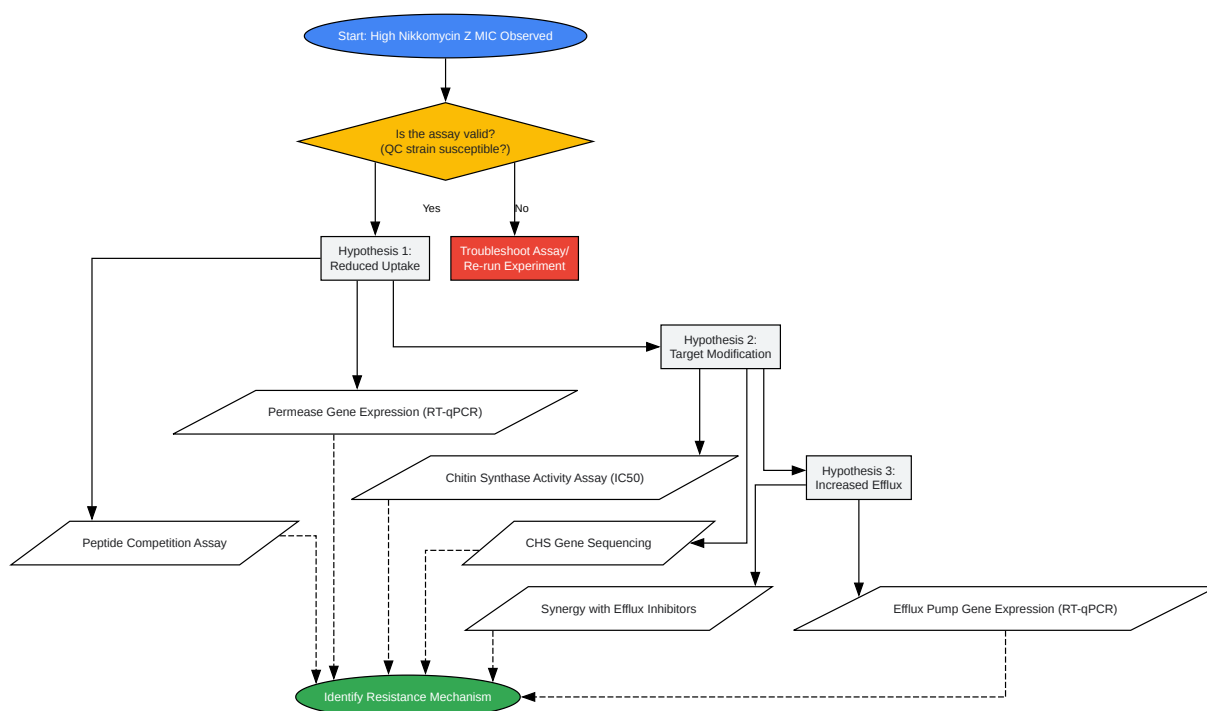 Start: High Nikkomycin Z MIC Observed
Is the assay valid?
(QC strain susceptible?)
Yes
No
Hypothesis 1:
Reduced Uptake
Troubleshoot Assay/
Re-run Experiment
Hypothesis 2:
Target Modification
Permease Gene Expression (RT-qPCR)
Chitin Synthase Activity Assay (IC50)
Hypothesis 3:
Increased Efflux
Peptide Competition Assay
CHS Gene Sequencing
Synergy with Efflux Inhibitors
Efflux Pump Gene Expression (RT-qPCR)
Identify Resistance Mechanism